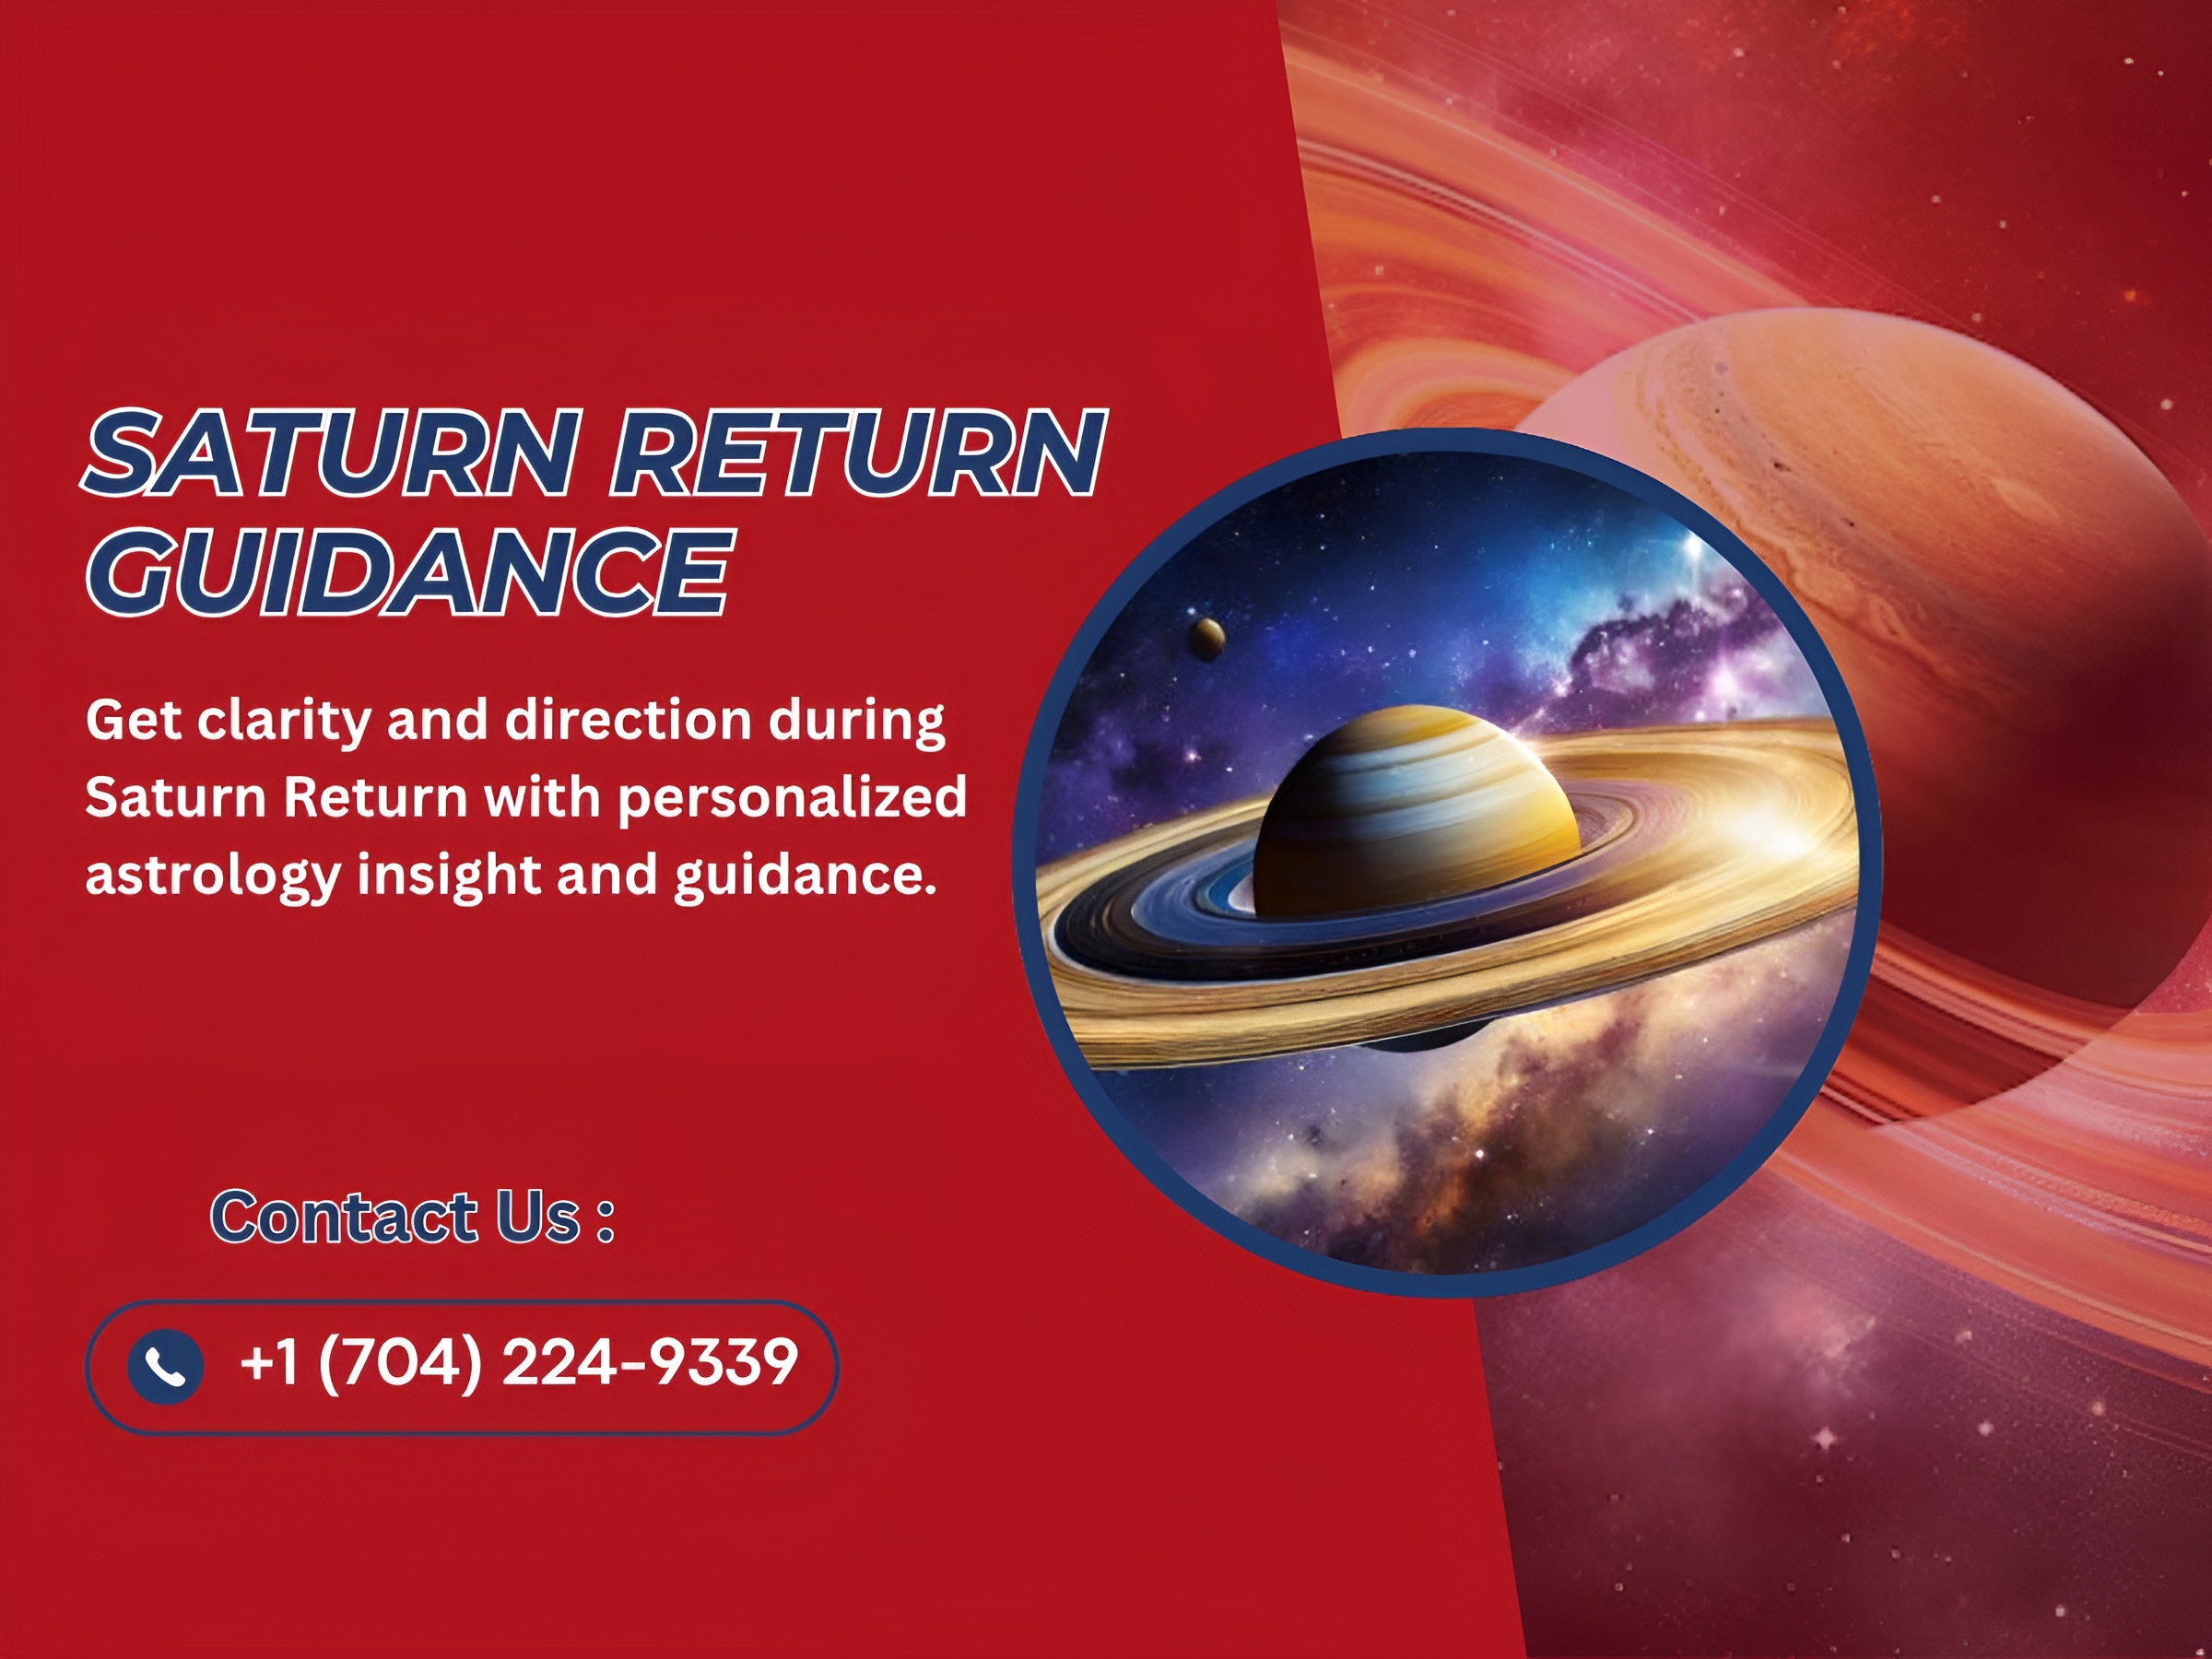 SATURN RETURN
GUIDANCE
Get clarity and direction during
Saturn Return with personalized
astrology insight and guidance.
Contact Us :
+1 (704) 224-9339